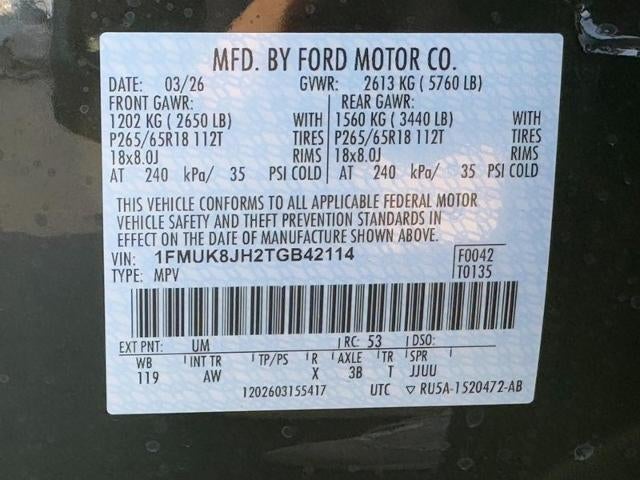 MFD. BY FORD MOTOR CO.
DATE: 03/26 GVWR: 2613 KG (5760 LB)
FRONT GAWR: REAR GAWR:
1202 KG (2650 LB) WITH 1560 KG (3440 LB) WITH
P265/65R18 112T TIRES P265/65R18 112T TIRES
18x8.0J RIMS 18x8.0J RIMS
AT 240 kPa/ 35 PSI COLD AT 240 kPa/ 35 PSI COLD
THIS VEHICLE CONFORMS TO ALL APPLICABLE FEDERAL MOTOR
VEHICLE SAFETY AND THEFT PREVENTION STANDARDS IN
EFFECT ON THE DATE OF MANUFACTURE SHOWN ABOVE.
VIN: 1FMUK8JH2TGB42114 F0042
TYPE: MPV T0135
EXT PNT: UM RC: 53 DSO:
WB INT TR TP/PS R AXLE TR SPR
119 AW X 3B T JJUU
1202603155417 UTC ▽ RU5A-1520472-AB